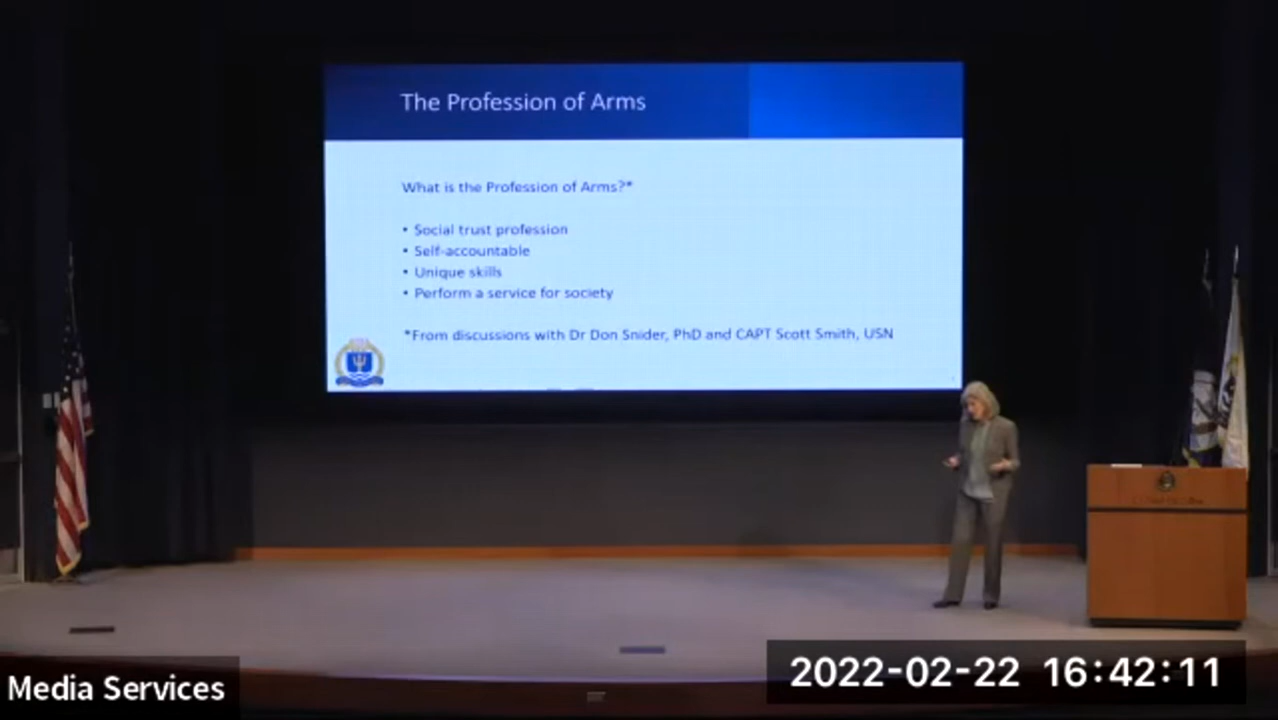 The Profession of Arms
What is the Profession of Arms?*
• Social trust profession
• Self-accountable
• Unique skills
• Perform a service for society
*From discussions with Dr Don Snider, PhD and CAPT Scott Smith, USN
Media Services
2022-02-22 16:42:11